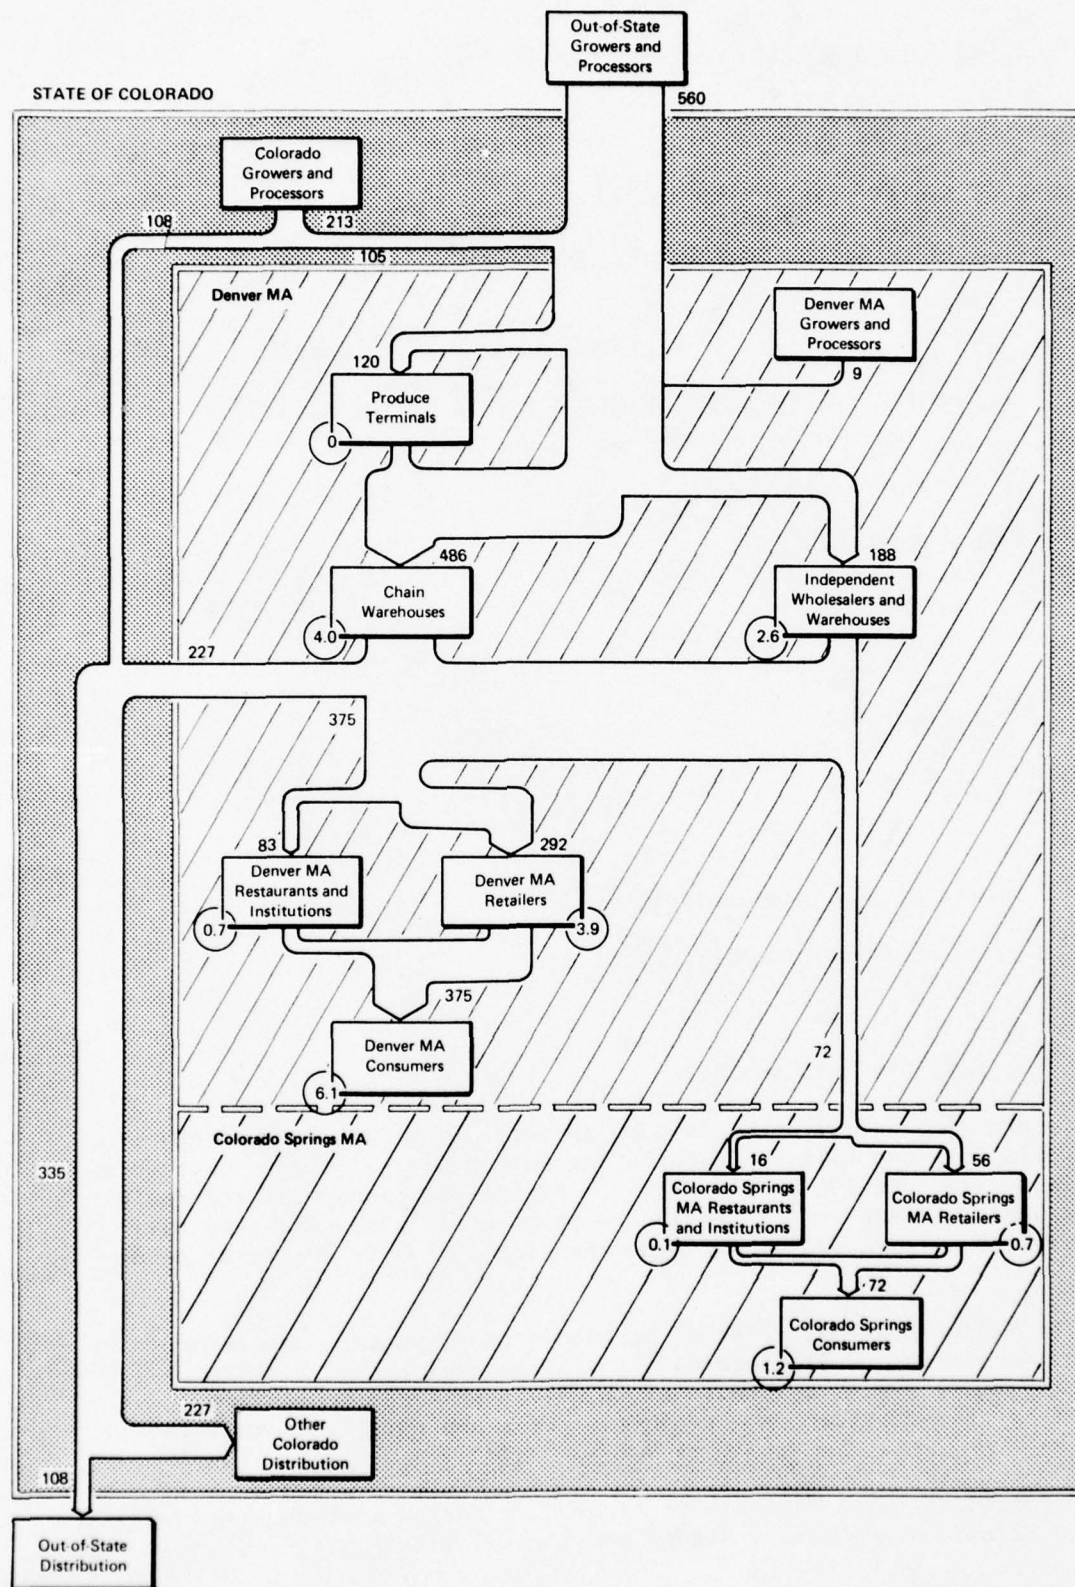 Out-of-State
Growers and
Processors
STATE OF COLORADO
560
Colorado
Growers and
Processors
108
213
105
Denver MA
Denver MA
Growers and
Processors
9
120
Produce
Terminals
0
486
188
Chain
Warehouses
4.0
Independent
Wholesalers and
Warehouses
2.6
227
375
83
292
Denver MA
Restaurants and
Institutions
0.7
Denver MA
Retailers
3.9
375
Denver MA
Consumers
6.1
72
Colorado Springs MA
335
16
56
Colorado Springs
MA Restaurants
and Institutions
0.1
Colorado Springs
MA Retailers
0.7
72
Colorado Springs
Consumers
1.2
227
Other
Colorado
Distribution
108
Out-of-State
Distribution